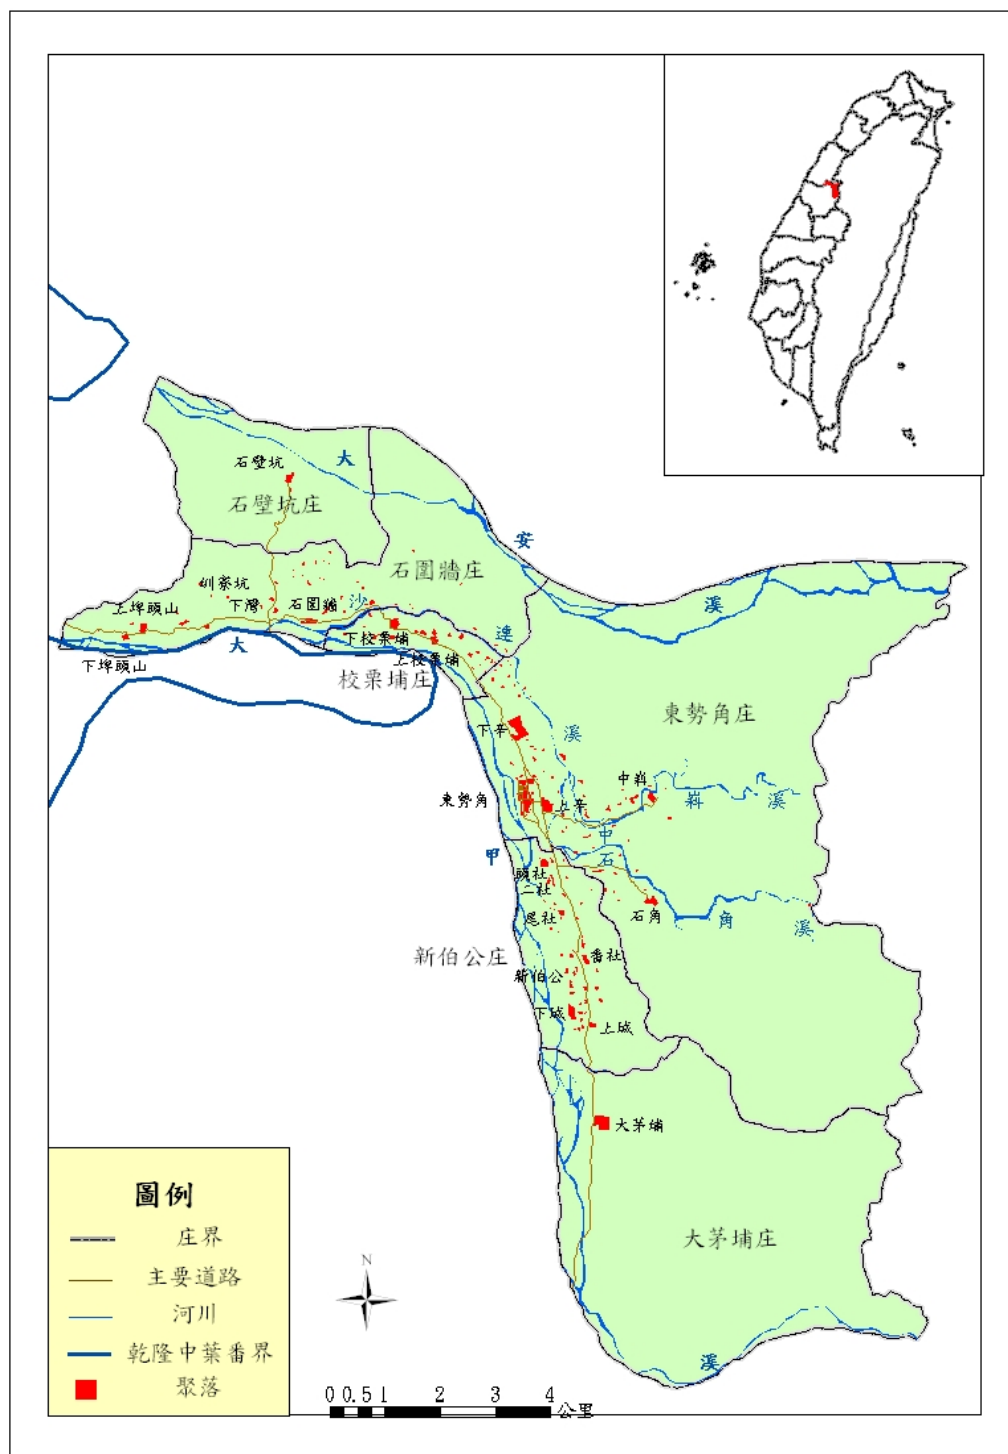 石壁坑
大
石壁坑庄
安
石圍牆庄
圳寮坑
溪
上埤頭山
下灣
石圍牆
沙
下校栗埔
連
大
上校栗埔
下埤頭山
校栗埔庄
東勢角庄
下辛
溪
中嵙
東勢角
上辛
嵙
溪
中
甲
石
頭社
二社
尾社
石角
角
溪
新伯公庄
番社
新伯公
下城
上城
大茅埔
大茅埔庄
溪
圖例
庄界
主要道路
河川
乾隆中葉番界
聚落
N
0 0.5 1 2 3 4
公里